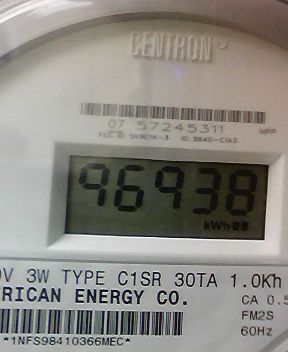 CENTRON
07 57245311
HPP
96938
kWh
V 3W TYPE C1SR 30TA 1.0Kh
RICAN ENERGY CO.
CA 0.5
FM2S
60Hz
*1NFS98410366MEC*